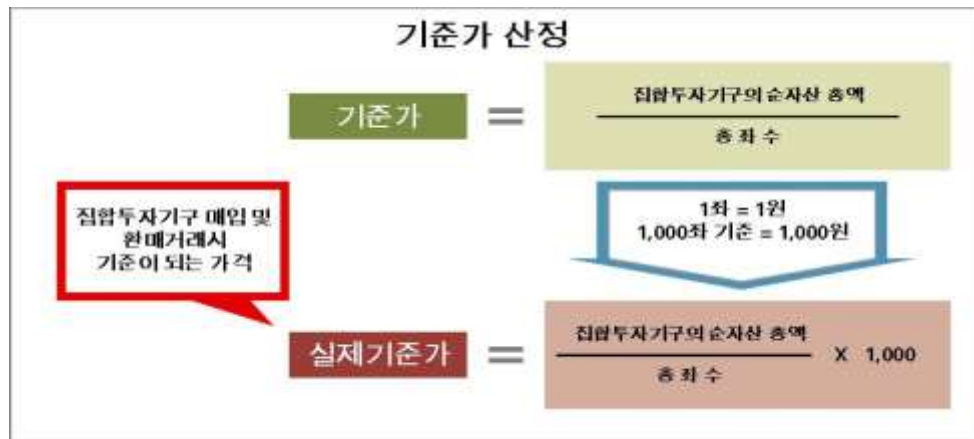 기준가 산정
기준가
=
집합투자기구의 순자산 총액
총 좌 수
집합투자기구 매입 및
환매거래시
기준이 되는 가격
1좌 = 1원
1,000좌 기준 = 1,000원
실제기준가
=
집합투자기구의 순자산 총액
총 좌 수
X 1,000